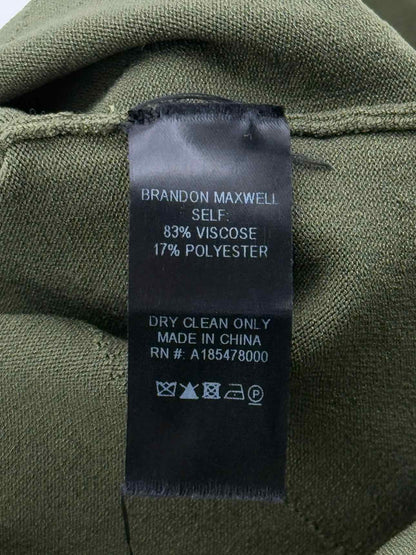 BRANDON MAXWELL
SELF:
83% VISCOSE
17% POLYESTER
DRY CLEAN ONLY
MADE IN CHINA
RN #: A185478000
P